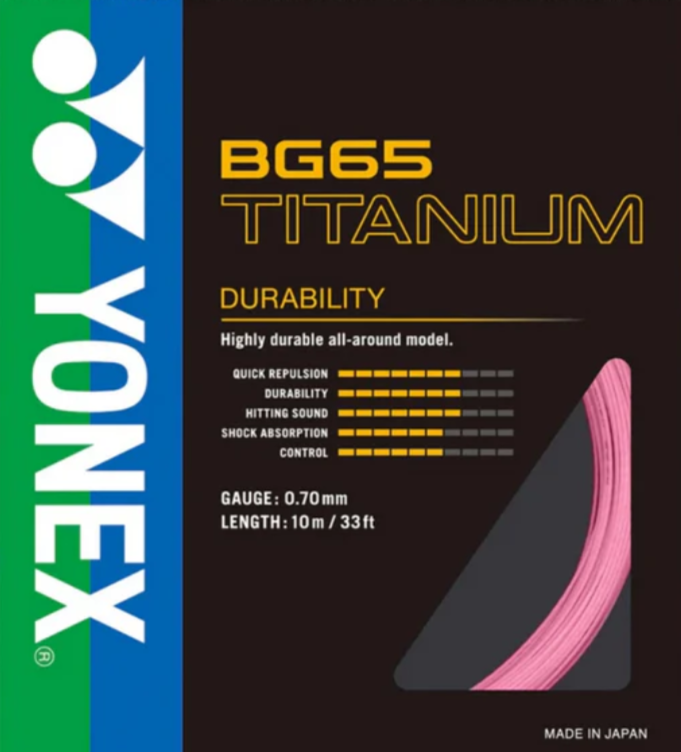 YONEX®
BG65
TITANIUM
DURABILITY
Highly durable all-around model.
QUICK REPULSION
DURABILITY
HITTING SOUND
SHOCK ABSORPTION
CONTROL
GAUGE: 0.70mm
LENGTH: 10m / 33ft
MADE IN JAPAN